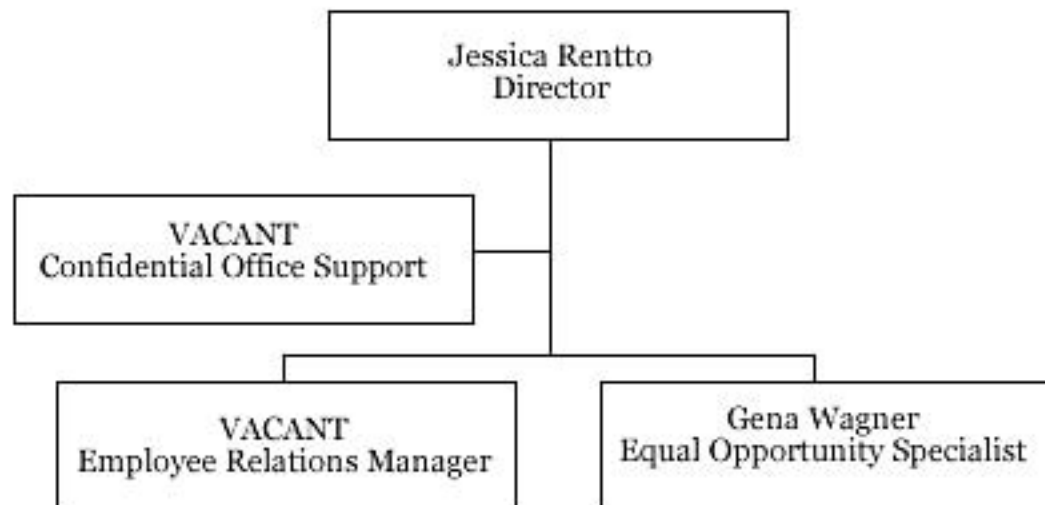 Jessica Rentto
Director
VACANT
Confidential Office Support
VACANT
Employee Relations Manager
Gena Wagner
Equal Opportunity Specialist